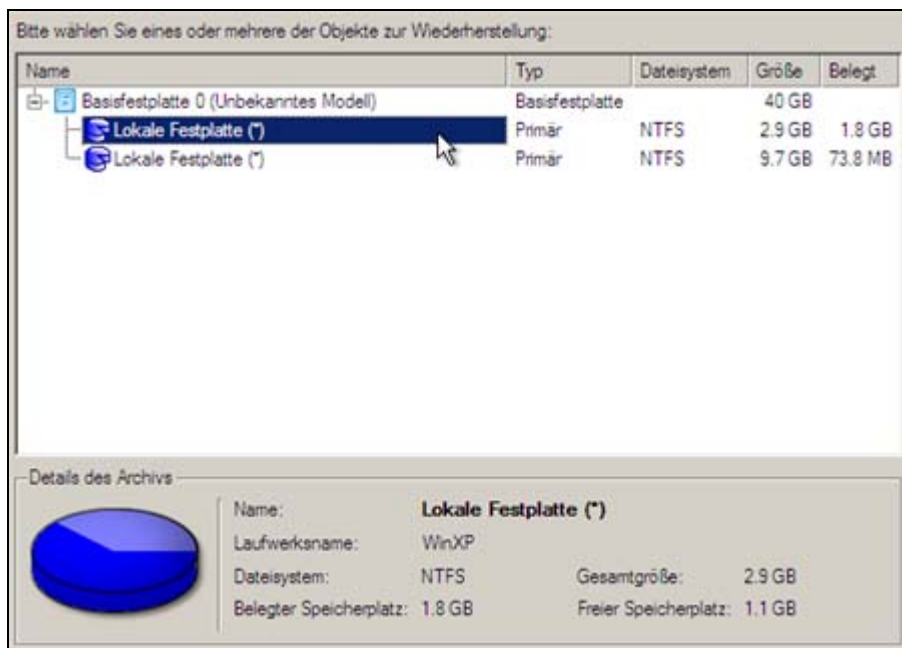 Bitte wählen Sie eines oder mehrere der Objekte zur Wiederherstellung:
Name Typ Dateisystem Größe Belegt
Basisfestplatte 0 (Unbekanntes Modell) Basisfestplatte 40 GB
Lokale Festplatte (*) Primär NTFS 2.9 GB 1.8 GB
Lokale Festplatte (*) Primär NTFS 9.7 GB 73.8 MB
Details des Archivs
Name: Lokale Festplatte (*)
Laufwerksname: WinXP
Dateisystem: NTFS Gesamtgröße: 2.9 GB
Belegter Speicherplatz: 1.8 GB Freier Speicherplatz: 1.1 GB